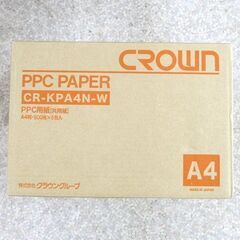 CROWN
PPC PAPER
CR-KPA4N-W
PPC用紙[共用紙]
A4判・500枚×5包入
A4
株式会社クラウングループ
MADE IN JAPAN